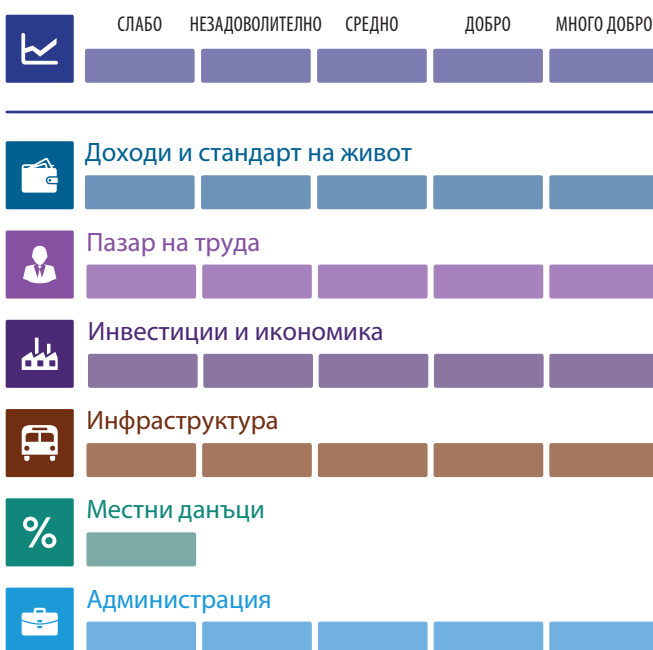 СЛАБО НЕЗАДОВОЛИТЕЛНО СРЕДНО ДОБРО МНОГО ДОБРО
Доходи и стандарт на живот
Пазар на труда
Инвестиции и икономика
Инфраструктура
Местни данъци
%
Администрация